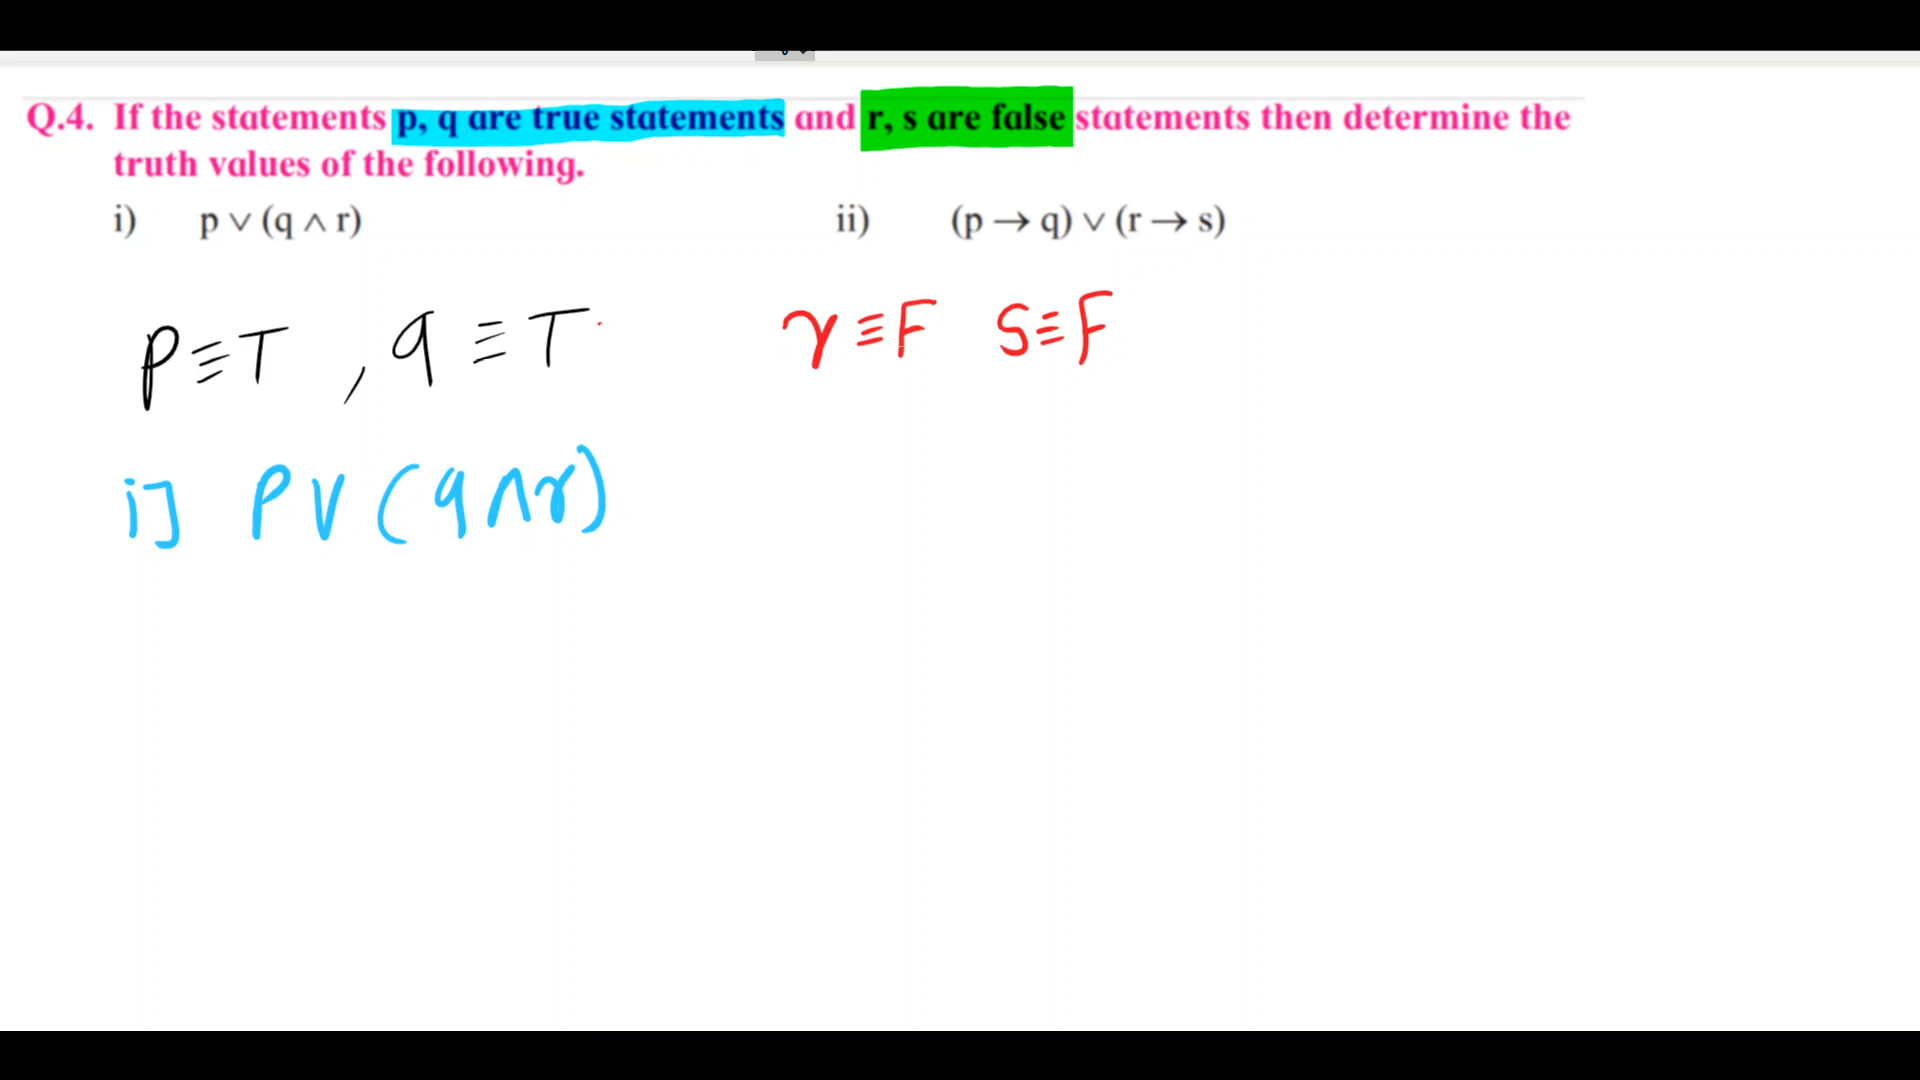 Q.4. If the statements p, q are true statements and r, s are false statements then determine the
truth values of the following.
i) p ∨ (q ∧ r) ii) (p → q) ∨ (r → s)
p≡T , q ≡ T r ≡F s≡F
i] p ∨ (q ∧ r)